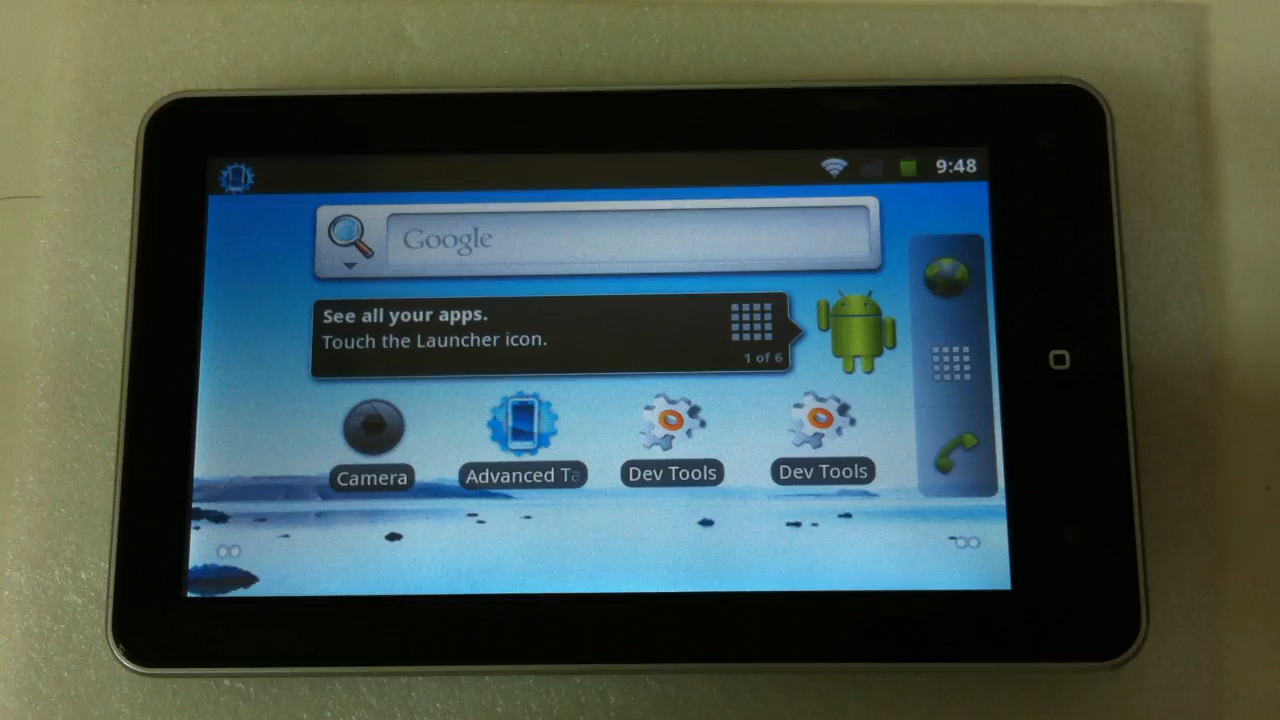 9:48
Google
See all your apps.
Touch the Launcher icon.
1 of 6
Camera
Advanced Ta
Dev Tools
Dev Tools